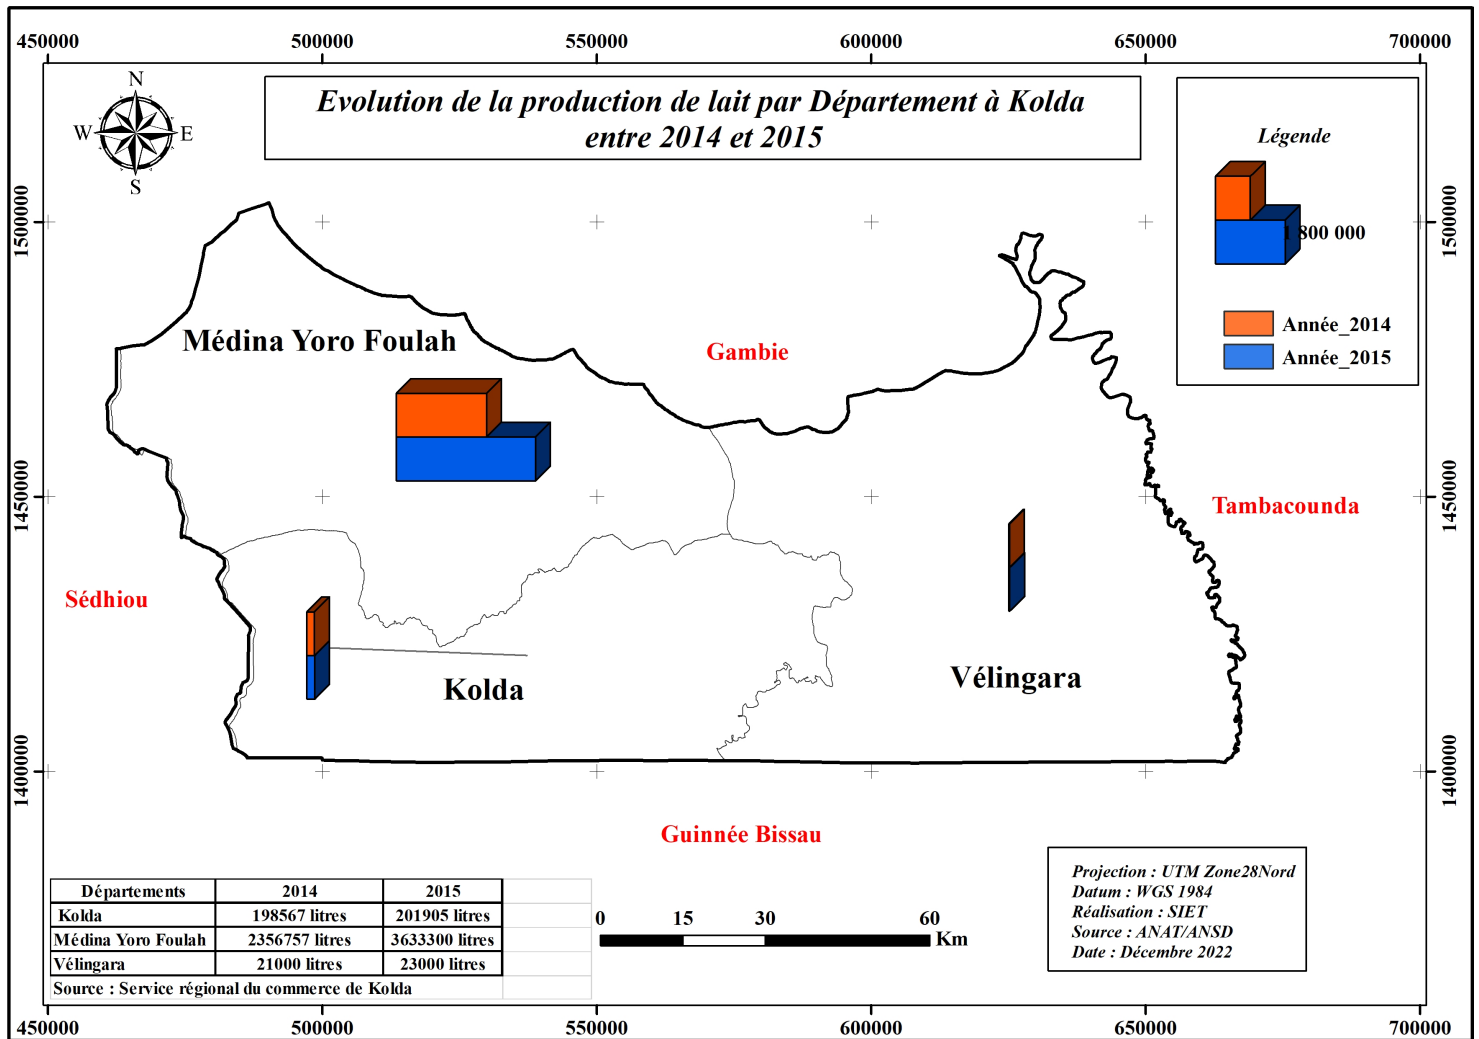 450000 500000 550000 600000 650000 700000
Evolution de la production de lait par Département à Kolda
entre 2014 et 2015
N
W E
S
Légende
1 800 000
Année_2014
Année_2015
1500000 1500000
Médina Yoro Foulah
Gambie
1450000 1450000
Tambacounda
Sédhiou
Kolda
Vélingara
1400000 1400000
Guinnée Bissau
Départements 2014 2015
Kolda 198567 litres 201905 litres
Médina Yoro Foulah 2356757 litres 3633300 litres
Vélingara 21000 litres 23000 litres
Source : Service régional du commerce de Kolda
0 15 30 60
Km
Projection : UTM Zone28Nord
Datum : WGS 1984
Réalisation : SIET
Source : ANAT/ANSD
Date : Décembre 2022
450000 500000 550000 600000 650000 700000